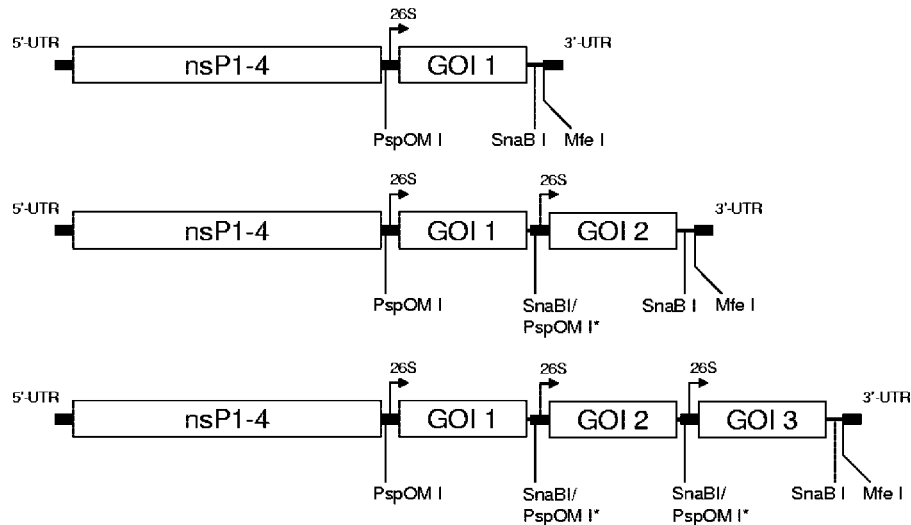 26S
5'-UTR 3'-UTR
nsP1-4 GOI 1
PspOM I SnaB I Mfe I
26S 26S
5'-UTR 3'-UTR
nsP1-4 GOI 1 GOI 2
PspOM I SnaBI/ SnaB I Mfe I
PspOM I*
26S 26S 26S
5'-UTR 3'-UTR
nsP1-4 GOI 1 GOI 2 GOI 3
PspOM I SnaBI/ SnaBI/ SnaB I Mfe I
PspOM I* PspOM I*